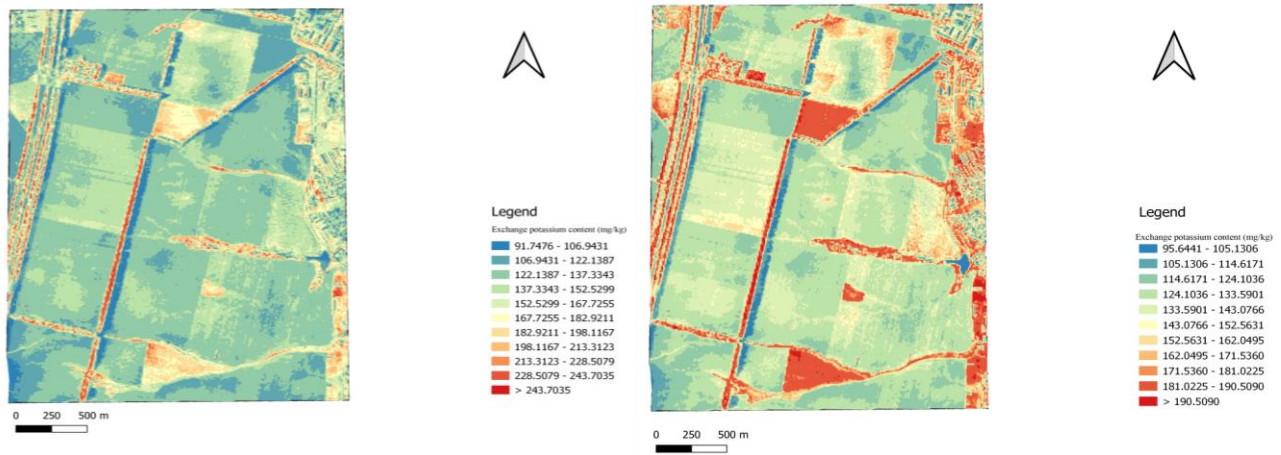 Legend
Exchange potassium content (mg/kg)
91.7476 - 106.9431
106.9431 - 122.1387
122.1387 - 137.3343
137.3343 - 152.5299
152.5299 - 167.7255
167.7255 - 182.9211
182.9211 - 198.1167
198.1167 - 213.3123
213.3123 - 228.5079
228.5079 - 243.7035
> 243.7035
0 250 500 m
Legend
Exchange potassium content (mg/kg)
95.6441 - 105.1306
105.1306 - 114.6171
114.6171 - 124.1036
124.1036 - 133.5901
133.5901 - 143.0766
143.0766 - 152.5631
152.5631 - 162.0495
162.0495 - 171.5360
171.5360 - 181.0225
181.0225 - 190.5090
> 190.5090
0 250 500 m